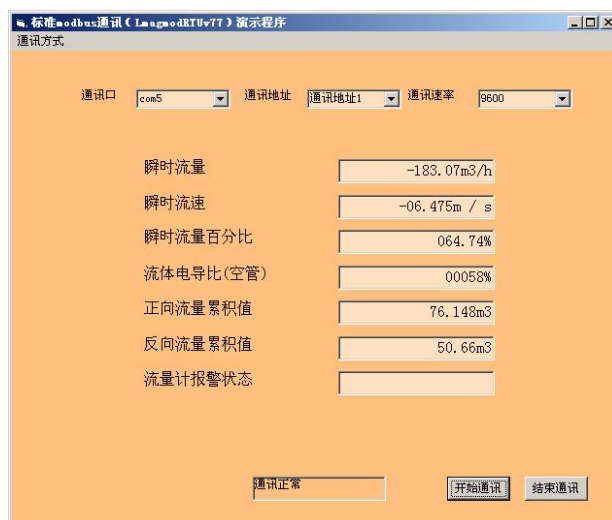 标准modbus通讯(LmagmodRTUv77)演示程序
通讯方式
通讯口 com5 通讯地址 通讯地址1 通讯速率 9600
瞬时流量 -183.07m3/h
瞬时流速 -06.475m / s
瞬时流量百分比 064.74%
流体电导比(空管) 00058%
正向流量累积值 76.148m3
反向流量累积值 50.66m3
流量计报警状态
通讯正常 开始通讯 结束通讯